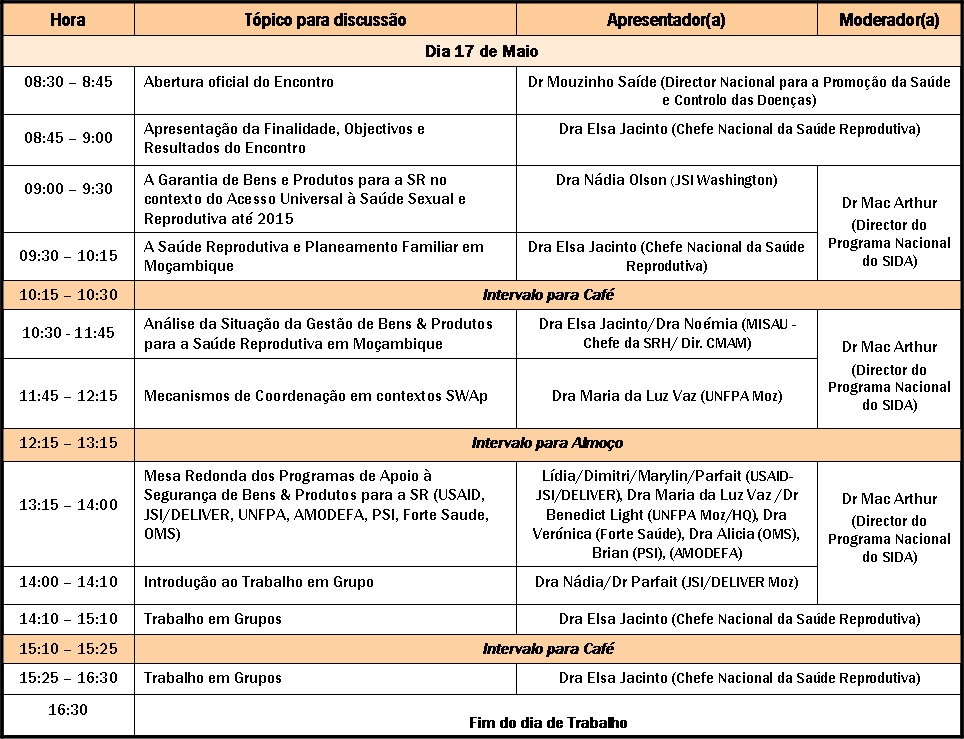 Hora Tópico para discussão Apresentador(a) Moderador(a)
Dia 17 de Maio
08:30 – 8:45 Abertura oficial do Encontro Dr Mouzinho Saíde (Director Nacional para a Promoção da Saúde
e Controlo das Doenças)
08:45 – 9:00 Apresentação da Finalidade, Objectivos e
Resultados do Encontro
Dra Elsa Jacinto (Chefe Nacional da Saúde Reprodutiva)
09:00 – 9:30 A Garantia de Bens e Produtos para a SR no
contexto do Acesso Universal à Saúde Sexual e
Reprodutiva até 2015
Dra Nádia Olson (JSI Washington)
Dr Mac Arthur
(Director do
Programa Nacional
do SIDA)
09:30 – 10:15 A Saúde Reprodutiva e Planeamento Familiar em
Moçambique
Dra Elsa Jacinto (Chefe Nacional da Saúde
Reprodutiva)
10:15 – 10:30 Intervalo para Café
10:30 - 11:45 Análise da Situação da Gestão de Bens & Produtos
para a Saúde Reprodutiva em Moçambique
Dra Elsa Jacinto/Dra Noémia (MISAU -
Chefe da SRH/ Dir. CMAM)
Dr Mac Arthur
(Director do
Programa Nacional
do SIDA)
11:45 – 12:15 Mecanismos de Coordenação em contextos SWAp Dra Maria da Luz Vaz (UNFPA Moz)
12:15 – 13:15 Intervalo para Almoço
13:15 – 14:00 Mesa Redonda dos Programas de Apoio à
Segurança de Bens & Produtos para a SR (USAID,
JSI/DELIVER, UNFPA, AMODEFA, PSI, Forte Saude,
OMS)
Lídia/Dimitri/Marylin/Parfait (USAID-
JSI/DELIVER), Dra Maria da Luz Vaz /Dr
Benedict Light (UNFPA Moz/HQ), Dra
Verónica (Forte Saúde), Dra Alicia (OMS),
Brian (PSI), (AMODEFA)
Dr Mac Arthur
(Director do
Programa Nacional
do SIDA)
14:00 – 14:10 Introdução ao Trabalho em Grupo Dra Nádia/Dr Parfait (JSI/DELIVER Moz)
14:10 – 15:10 Trabalho em Grupos Dra Elsa Jacinto (Chefe Nacional da Saúde Reprodutiva)
15:10 – 15:25 Intervalo para Café
15:25 – 16:30 Trabalho em Grupos Dra Elsa Jacinto (Chefe Nacional da Saúde Reprodutiva)
16:30 Fim do dia de Trabalho